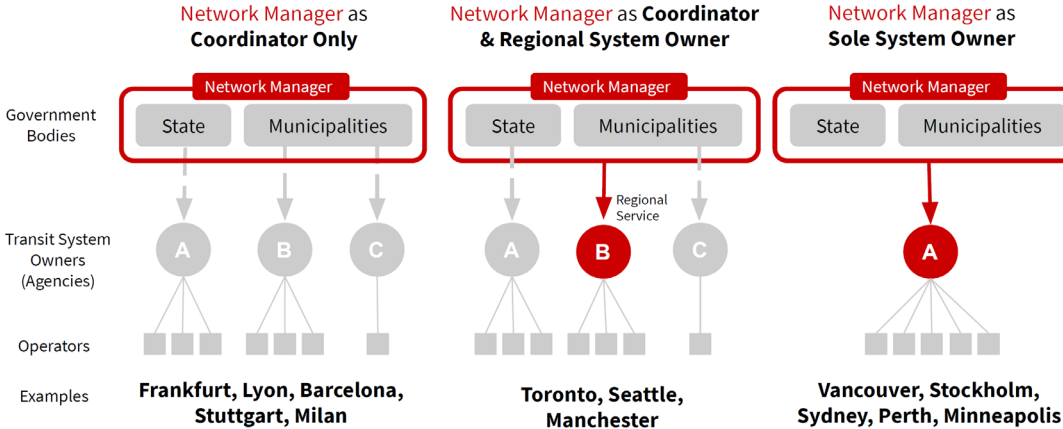 Network Manager as
Coordinator Only
Network Manager as Coordinator
& Regional System Owner
Network Manager as
Sole System Owner
Network Manager
Network Manager
Network Manager
Government
Bodies
State
Municipalities
State
Municipalities
State
Municipalities
Regional
Service
Transit System
Owners
(Agencies)
A
B
C
A
B
C
A
Operators
Examples
Frankfurt, Lyon, Barcelona,
Stuttgart, Milan
Toronto, Seattle,
Manchester
Vancouver, Stockholm,
Sydney, Perth, Minneapolis